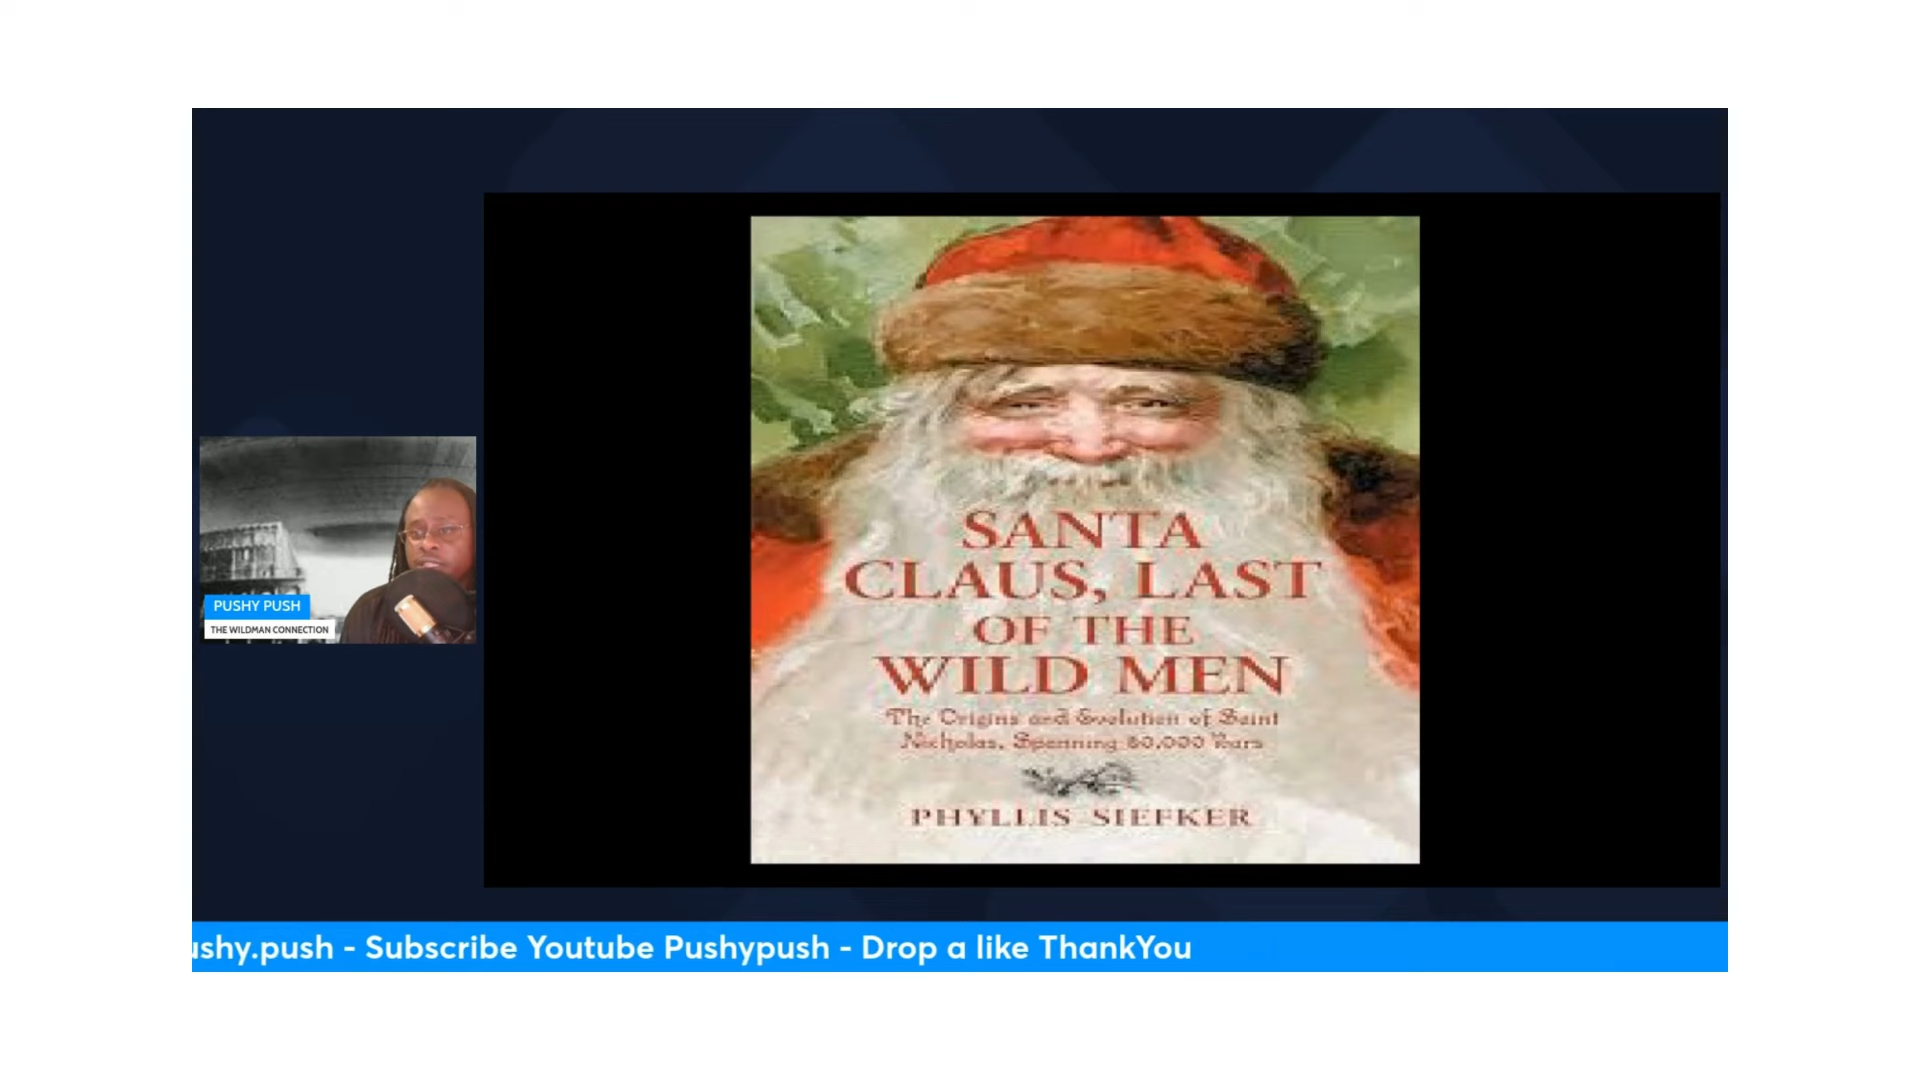 SANTA
CLAUS, LAST
OF THE
WILD MEN
The Origins and Evolution of Saint
Nicholas, Spanning 50,000 Years
PHYLLIS SIEFKER
PUSHY PUSH
THE WILDMAN CONNECTION
ushy.push - Subscribe Youtube Pushypush - Drop a like ThankYou